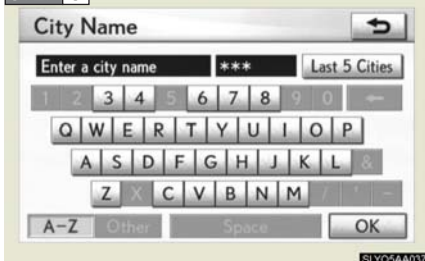 City Name
Enter a city name *** Last 5 Cities
1 2 3 4 5 6 7 8 9 0 ←
Q W E R T Y U I O P
A S D F G H J K L &
Z X C V B N M / ' -
A-Z Other Space OK
SLYO5AA037